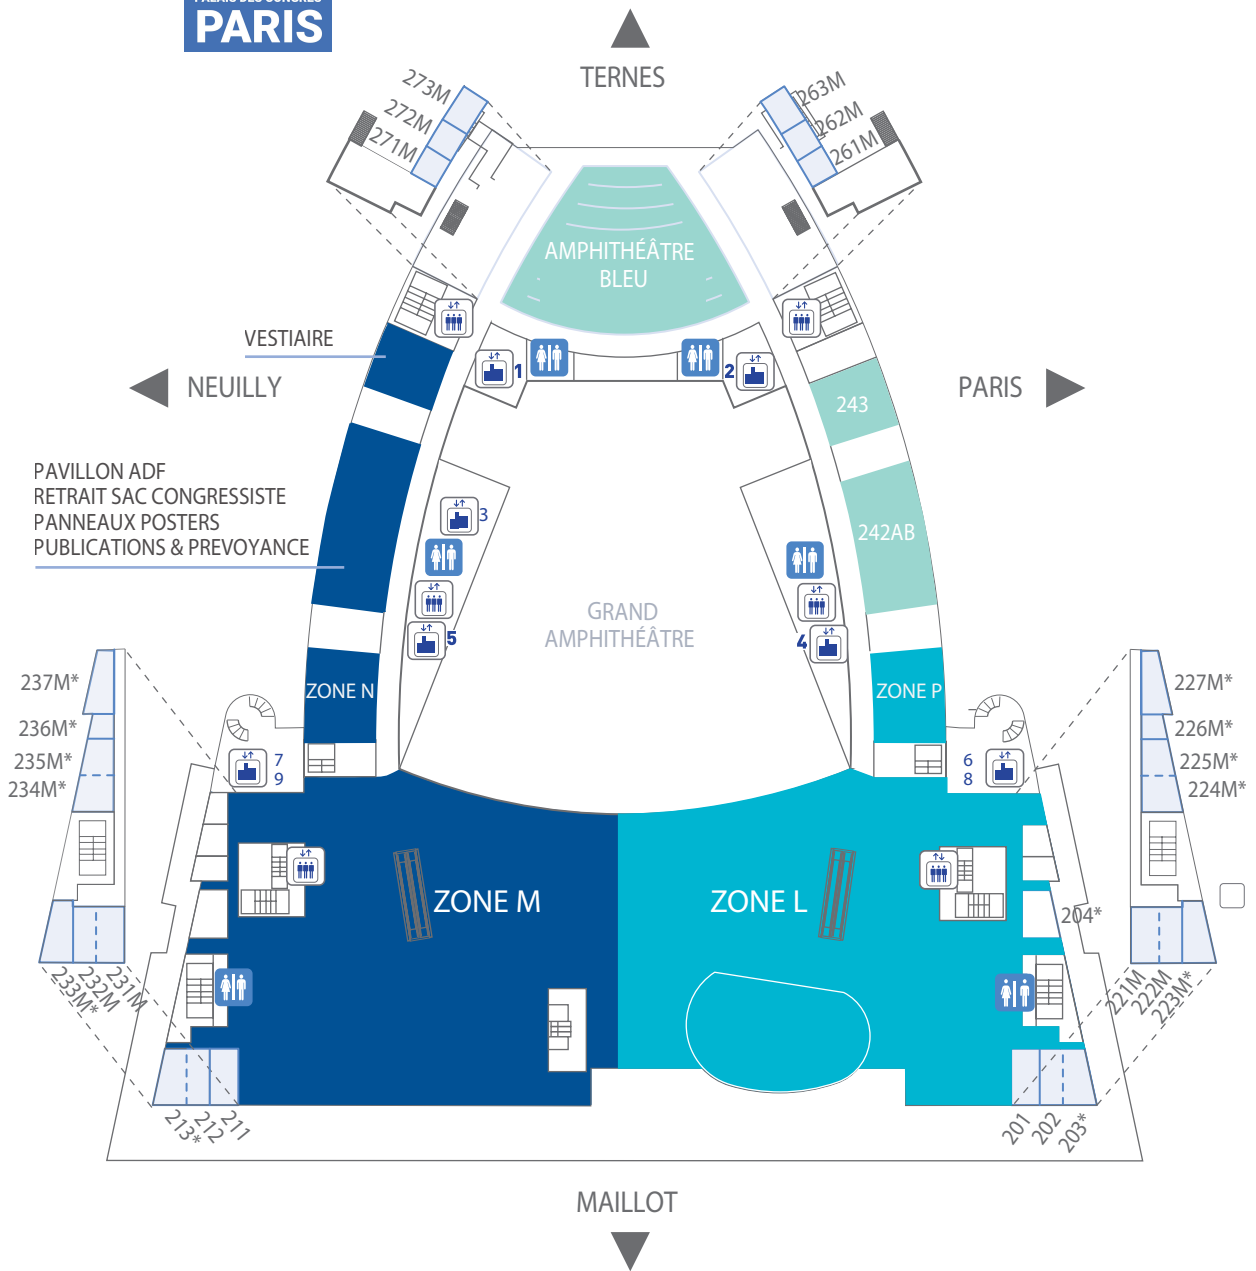 PALAIS DES CONGRÈS
PARIS
TERNES
273M
272M
271M
263M
262M
261M
AMPHITHÉÂTRE
BLEU
VESTIAIRE
NEUILLY
1
2
PARIS
243
PAVILLON ADF
RETRAIT SAC CONGRESSISTE
PANNEAUX POSTERS
PUBLICATIONS & PREVOYANCE
3
242AB
GRAND
AMPHITHÉÂTRE
5
4
237M*
236M*
235M*
234M*
ZONE N
ZONE P
227M*
226M*
225M*
224M*
7
9
6
8
ZONE M
ZONE L
204*
233M*
232M
231M
221M
222M
223M*
213*
212
211
201
202
203*
MAILLOT